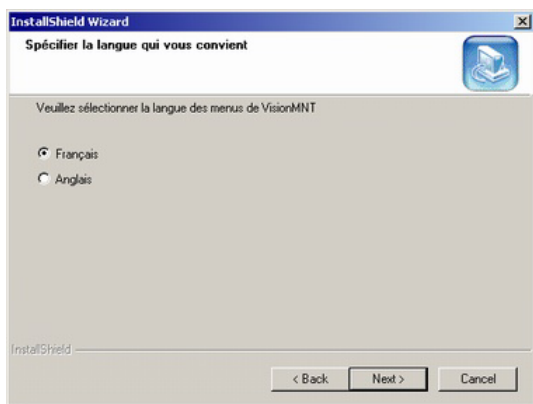 InstallShield Wizard
Spécifier la langue qui vous convient
Veuillez sélectionner la langue des menus de VisionMNT
Français
Anglais
InstallShield
< Back
Next >
Cancel